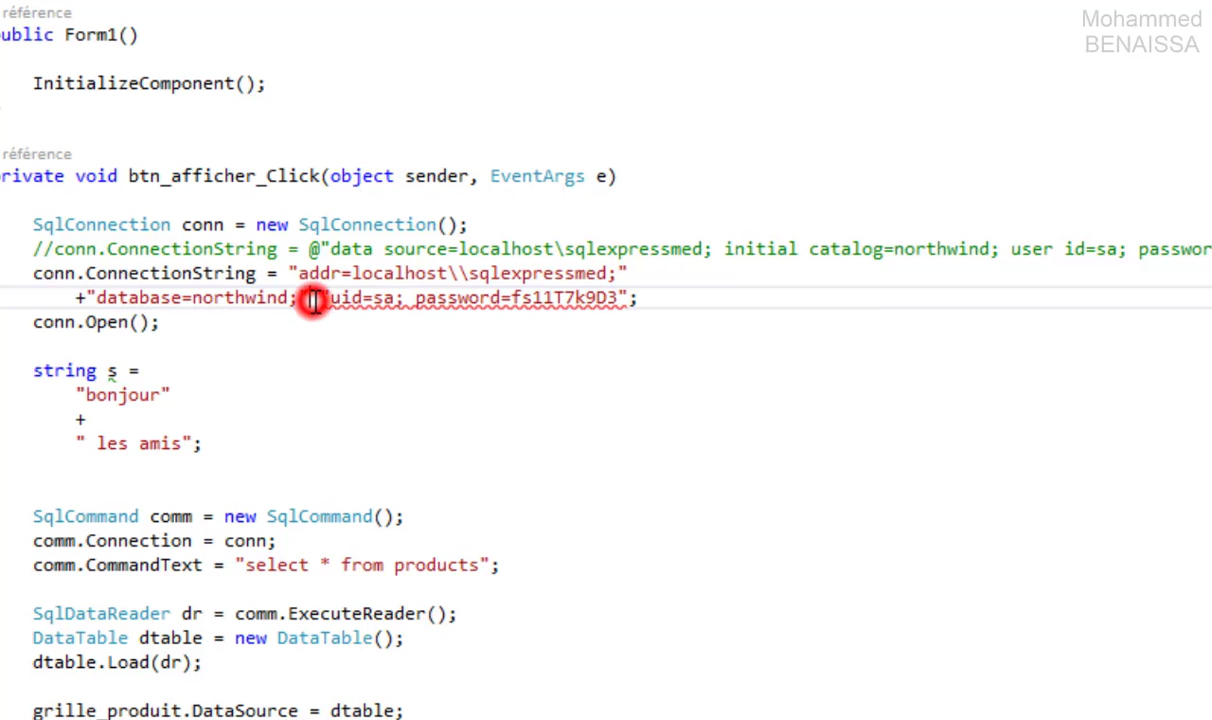 référence
Mohammed
BENAISSA
ublic Form1()
InitializeComponent();
référence
rivate void btn_afficher_Click(object sender, EventArgs e)
SqlConnection conn = new SqlConnection();
//conn.ConnectionString = @"data source=localhost\sqlexpressmed; initial catalog=northwind; user id=sa; passwor
conn.ConnectionString = "addr=localhost\\sqlexpressmed;"
+"database=northwind;" "uid=sa; password=fs11T7k9D3";
conn.Open();
string s =
"bonjour"
+
" les amis";
SqlCommand comm = new SqlCommand();
comm.Connection = conn;
comm.CommandText = "select * from products";
SqlDataReader dr = comm.ExecuteReader();
DataTable dtable = new DataTable();
dtable.Load(dr);
grille_produit.DataSource = dtable;